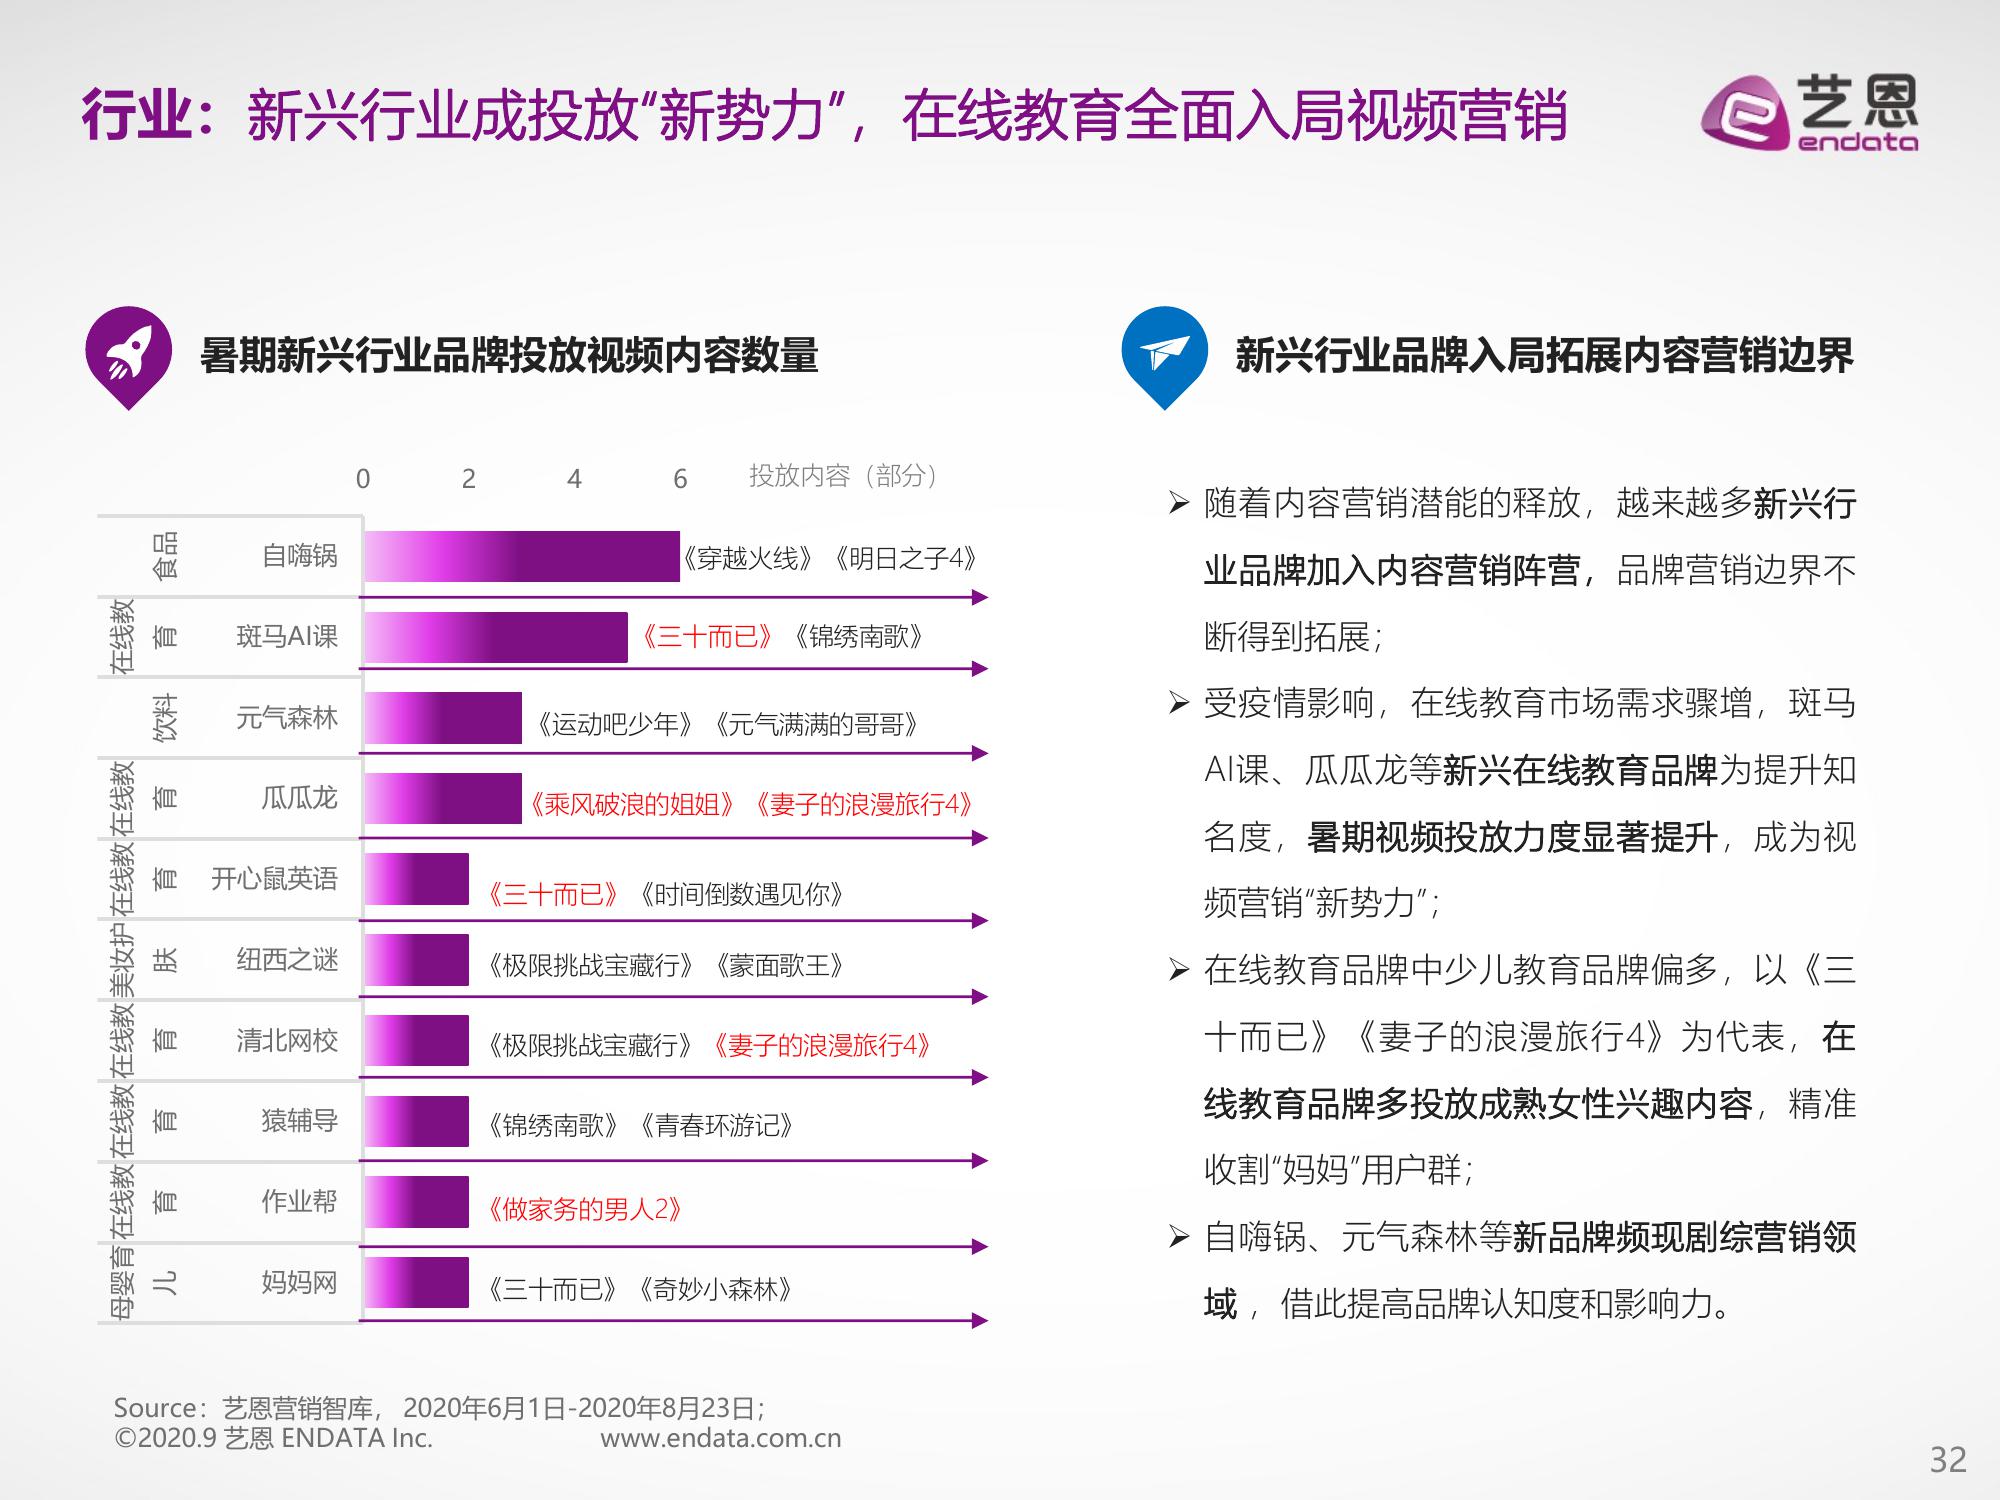 行业：新兴行业成投放“新势力”，在线教育全面入局视频营销
艺恩
endata
暑期新兴行业品牌投放视频内容数量
0 2 4 6 投放内容（部分）
食品 自嗨锅 《穿越火线》《明日之子4》
在线教育 斑马AI课 《三十而已》《锦绣南歌》
饮料 元气森林 《运动吧少年》《元气满满的哥哥》
在线教育 瓜瓜龙 《乘风破浪的姐姐》《妻子的浪漫旅行4》
在线教育 开心鼠英语 《三十而已》《时间倒数遇见你》
美妆护肤 纽西之谜 《极限挑战宝藏行》《蒙面歌王》
在线教育 清北网校 《极限挑战宝藏行》《妻子的浪漫旅行4》
在线教育 猿辅导 《锦绣南歌》《青春环游记》
在线教育 作业帮 《做家务的男人2》
母婴育儿 妈妈网 《三十而已》《奇妙小森林》
新兴行业品牌入局拓展内容营销边界
➢ 随着内容营销潜能的释放，越来越多新兴行
业品牌加入内容营销阵营，品牌营销边界不
断得到拓展；
➢ 受疫情影响，在线教育市场需求骤增，斑马
AI课、瓜瓜龙等新兴在线教育品牌为提升知
名度，暑期视频投放力度显著提升，成为视
频营销“新势力”；
➢ 在线教育品牌中少儿教育品牌偏多，以《三
十而已》《妻子的浪漫旅行4》为代表，在
线教育品牌多投放成熟女性兴趣内容，精准
收割“妈妈”用户群；
➢ 自嗨锅、元气森林等新品牌频现剧综营销领
域 ，借此提高品牌认知度和影响力。
Source：艺恩营销智库， 2020年6月1日-2020年8月23日；
©2020.9 艺恩 ENDATA Inc. www.endata.com.cn
32